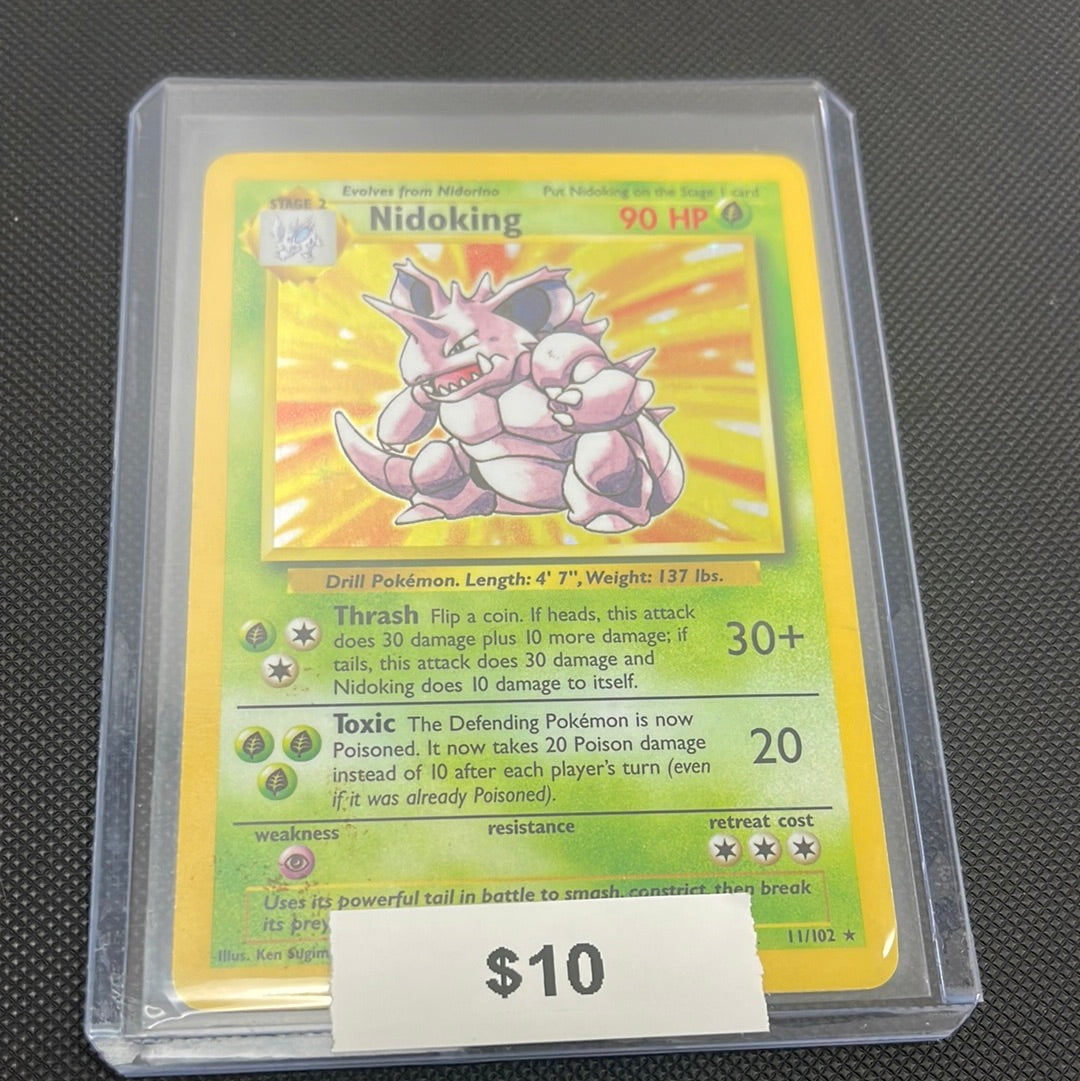 Evolves from Nidorino Put Nidoking on the Stage 1 card
STAGE 2
Nidoking 90 HP
Drill Pokémon. Length: 4' 7", Weight: 137 lbs.
Thrash Flip a coin. If heads, this attack
does 30 damage plus 10 more damage; if
tails, this attack does 30 damage and
Nidoking does 10 damage to itself.
30+
Toxic The Defending Pokémon is now
Poisoned. It now takes 20 Poison damage
instead of 10 after each player's turn (even
if it was already Poisoned).
20
weakness resistance retreat cost
Uses its powerful tail in battle to smash, constrict, then break
its prey
11/102
Illus. Ken Sugim
$10